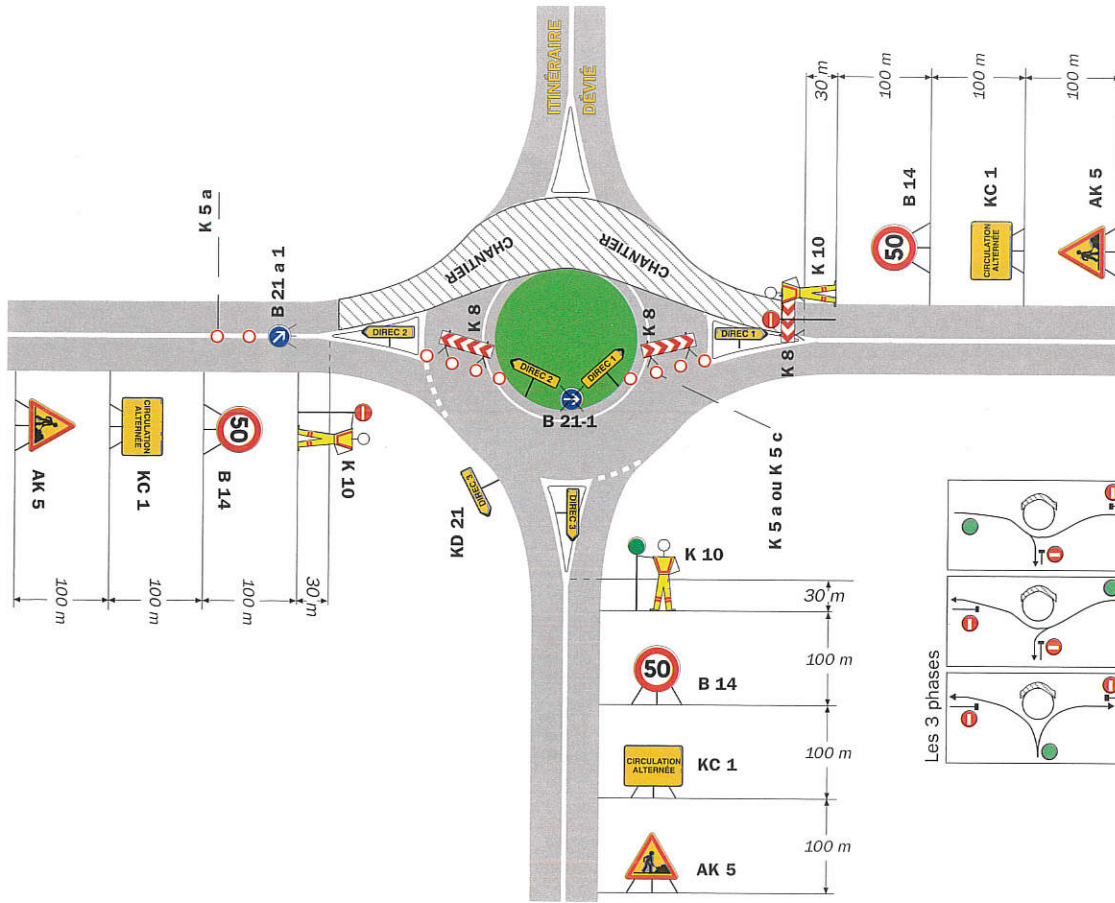 ITINÉRAIRE
DÉVIÉ
K 5 a
B 21 a 1
CHANTIER
CHANTIER
DIREC 2
K 8
K 8
DIREC 1
DIREC 2
DIREC 1
B 21-1
K 8
K 10
30 m
100 m
100 m
100 m
B 14
50
KC 1
CIRCULATION
ALTERNÉE
AK 5
AK 5
CIRCULATION
ALTERNÉE
KC 1
50
B 14
K 10
100 m
100 m
100 m
30 m
KD 21
DIREC 3
DIREC 3
K 5 a ou K 5 c
K 10
30 m
50
B 14
100 m
CIRCULATION
ALTERNÉE
KC 1
100 m
AK 5
100 m
Les 3 phases